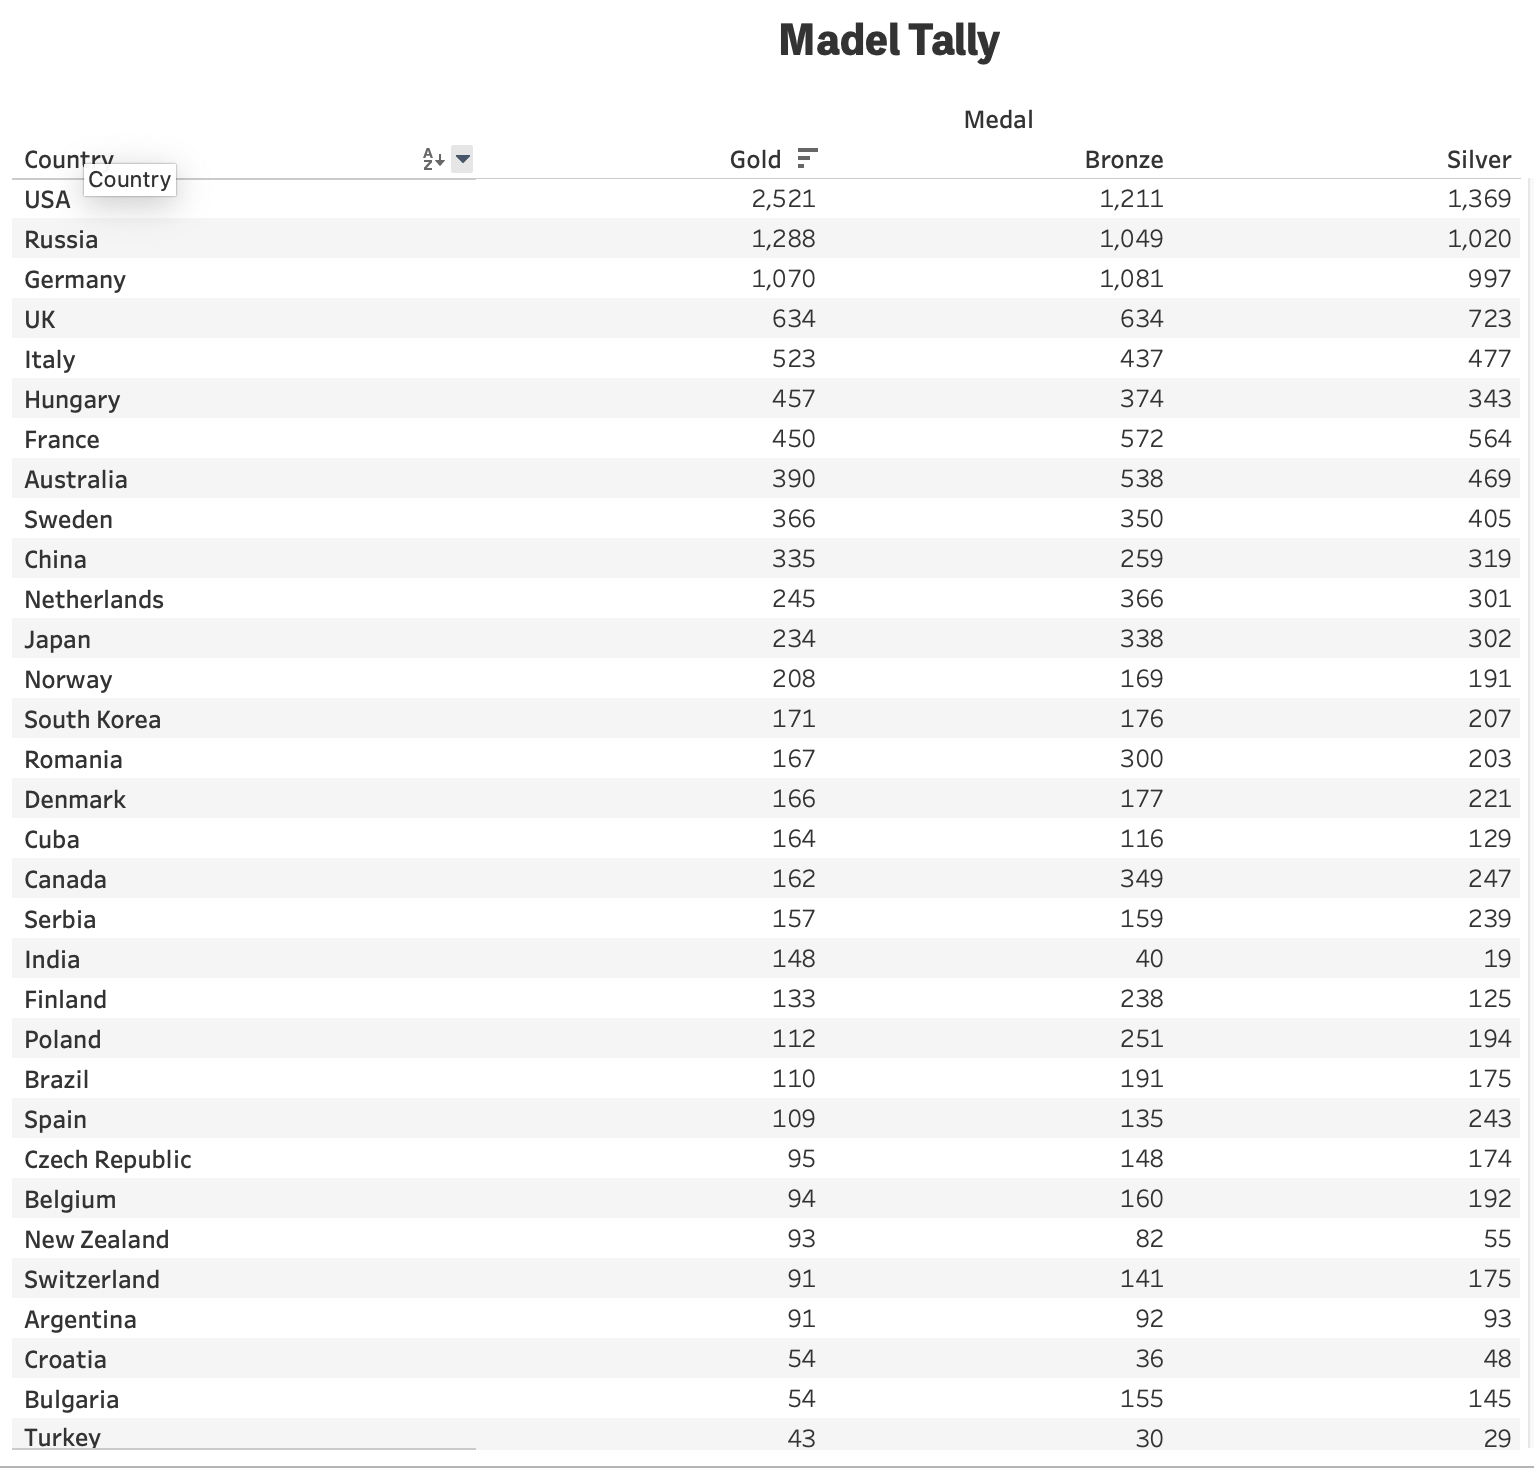 Madel Tally
Medal
Country Gold Bronze Silver
Country
USA 2,521 1,211 1,369
Russia 1,288 1,049 1,020
Germany 1,070 1,081 997
UK 634 634 723
Italy 523 437 477
Hungary 457 374 343
France 450 572 564
Australia 390 538 469
Sweden 366 350 405
China 335 259 319
Netherlands 245 366 301
Japan 234 338 302
Norway 208 169 191
South Korea 171 176 207
Romania 167 300 203
Denmark 166 177 221
Cuba 164 116 129
Canada 162 349 247
Serbia 157 159 239
India 148 40 19
Finland 133 238 125
Poland 112 251 194
Brazil 110 191 175
Spain 109 135 243
Czech Republic 95 148 174
Belgium 94 160 192
New Zealand 93 82 55
Switzerland 91 141 175
Argentina 91 92 93
Croatia 54 36 48
Bulgaria 54 155 145
Turkey 43 30 29